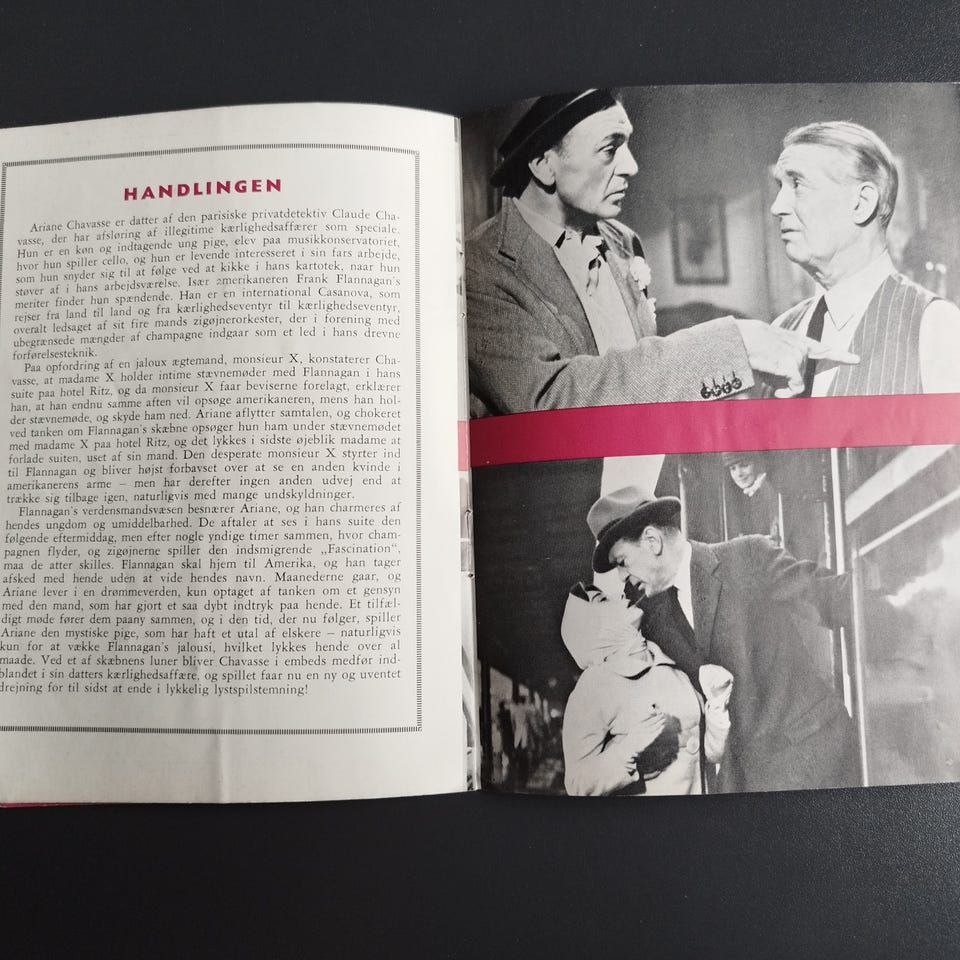 HANDLINGEN
Ariane Chavasse er datter af den parisiske privatdetektiv Claude Cha-
vasse, der har afsløring af illegitime kærlighedsaffærer som speciale.
Hun er en køn og indtagende ung pige, elev paa musikkonservatoriet,
hvor hun spiller cello, og hun er levende interesseret i sin fars arbejde,
som hun snyder sig til at følge ved at kikke i hans kartotek, naar hun
støver af i hans arbejdsværelse. Især amerikaneren Frank Flannagan's
meriter finder hun spændende. Han er en international Casanova, som
rejser fra land til land og fra kærlighedseventyr til kærlighedseventyr,
overalt ledsaget af sit fire mands zigøjnerorkester, der i forening med
ubegrænsede mængder af champagne indgaar som et led i hans drevne
forførelsesteknik.
Paa opfordring af en jaloux ægtemand, monsieur X, konstaterer Cha-
vasse, at madame X holder intime stævnemøder med Flannagan i hans
suite paa hotel Ritz, og da monsieur X faar beviserne forelagt, erklærer
han, at han endnu samme aften vil opsøge amerikaneren, mens han hol-
der stævnemøde, og skyde ham ned. Ariane aflytter samtalen, og chokeret
ved tanken om Flannagan's skæbne opsøger hun ham under stævnemødet
med madame X paa hotel Ritz, og det lykkes i sidste øjeblik madame at
forlade suiten, uset af sin mand. Den desperate monsieur X styrter ind
til Flannagan og bliver højst forbavset over at se en anden kvinde i
amerikanerens arme — men har derefter ingen anden udvej end at
trække sig tilbage igen, naturligvis med mange undskyldninger.
Flannagan's verdensmandsvæsen besnærer Ariane, og han charmeres af
hendes ungdom og umiddelbarhed. De aftaler at ses i hans suite den
følgende eftermiddag, men efter nogle yndige timer sammen, hvor cham-
pagnen flyder, og zigøjnerne spiller den indsmigrende „Fascination“,
maa de atter skilles. Flannagan skal hjem til Amerika, og han tager
afsked med hende uden at vide hendes navn. Maanederne gaar, og
Ariane lever i en drømmeverden, kun optaget af tanken om et gensyn
med den mand, som har gjort et saa dybt indtryk paa hende. Et tilfæl-
digt møde fører dem paany sammen, og i den tid, der nu følger, spiller
Ariane den mystiske pige, som har haft et utal af elskere — naturligvis
kun for at vække Flannagan's jalousi, hvilket lykkes hende over al
maade. Ved et af skæbnens luner bliver Chavasse i embeds medfør ind-
blandet i sin datters kærlighedsaffære, og spillet faar nu en ny og uventet
drejning for til sidst at ende i lykkelig lystspilstemning!